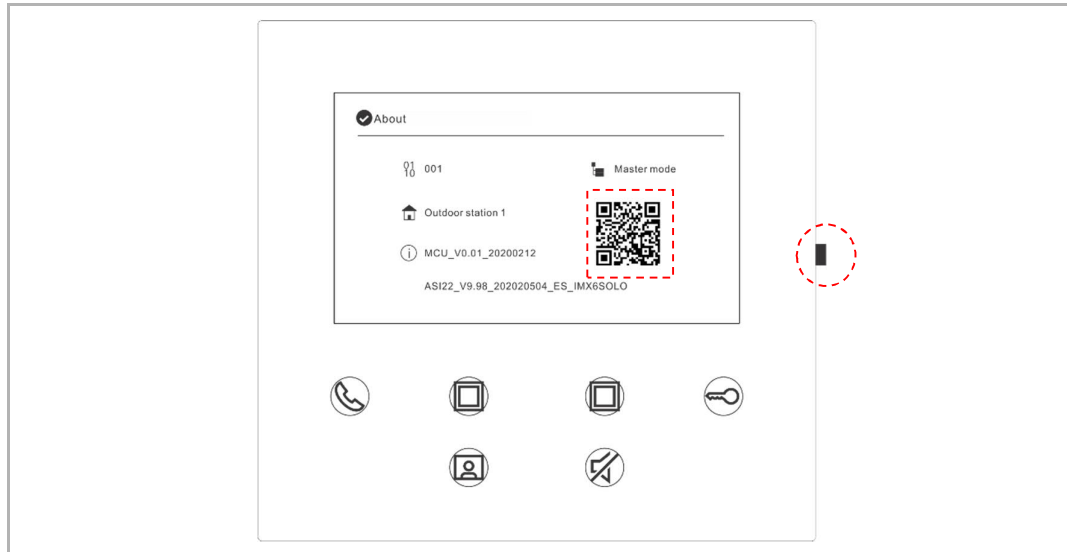 About
01
10
001
Master mode
Outdoor station 1
i
MCU_V0.01_20200212
ASI22_V9.98_202020504_ES_IMX6SOLO